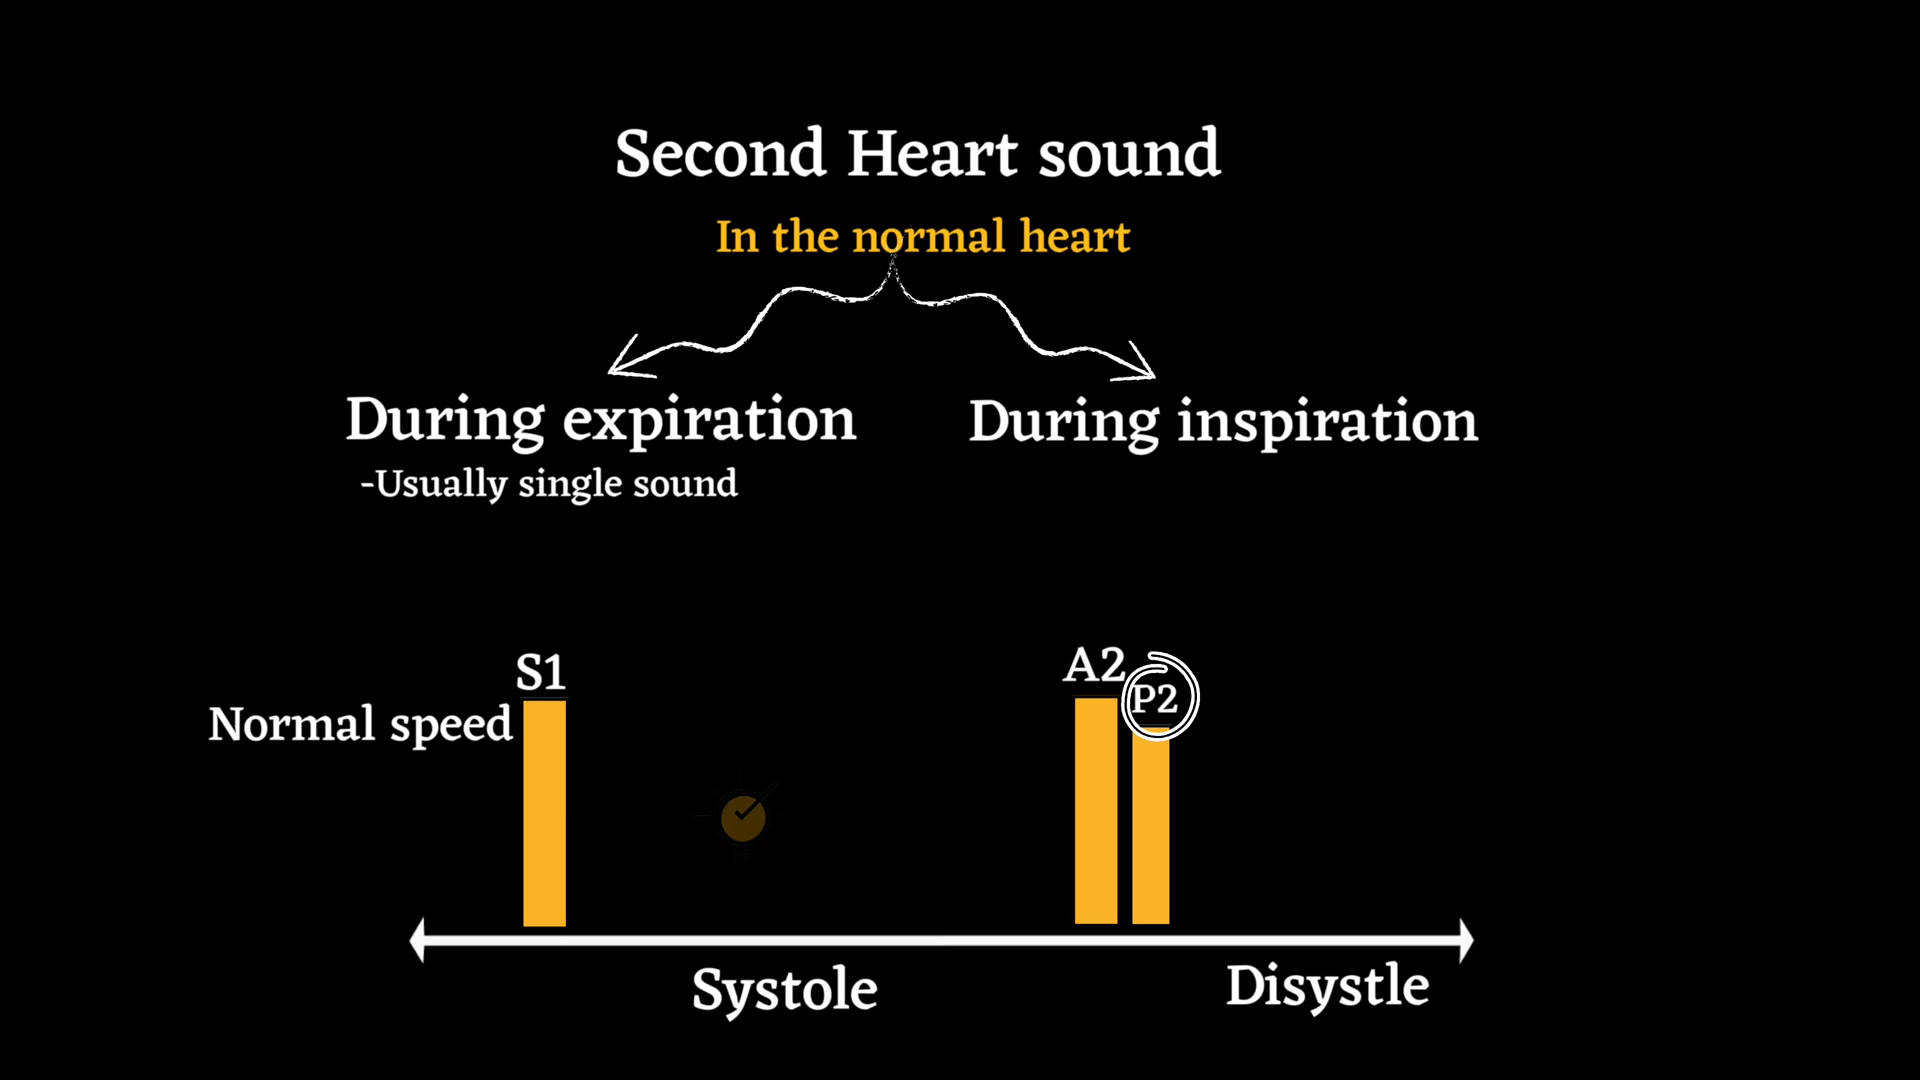 Second Heart sound
In the normal heart
During expiration
During inspiration
-Usually single sound
S1
A2
P2
Normal speed
Systole
Disystle